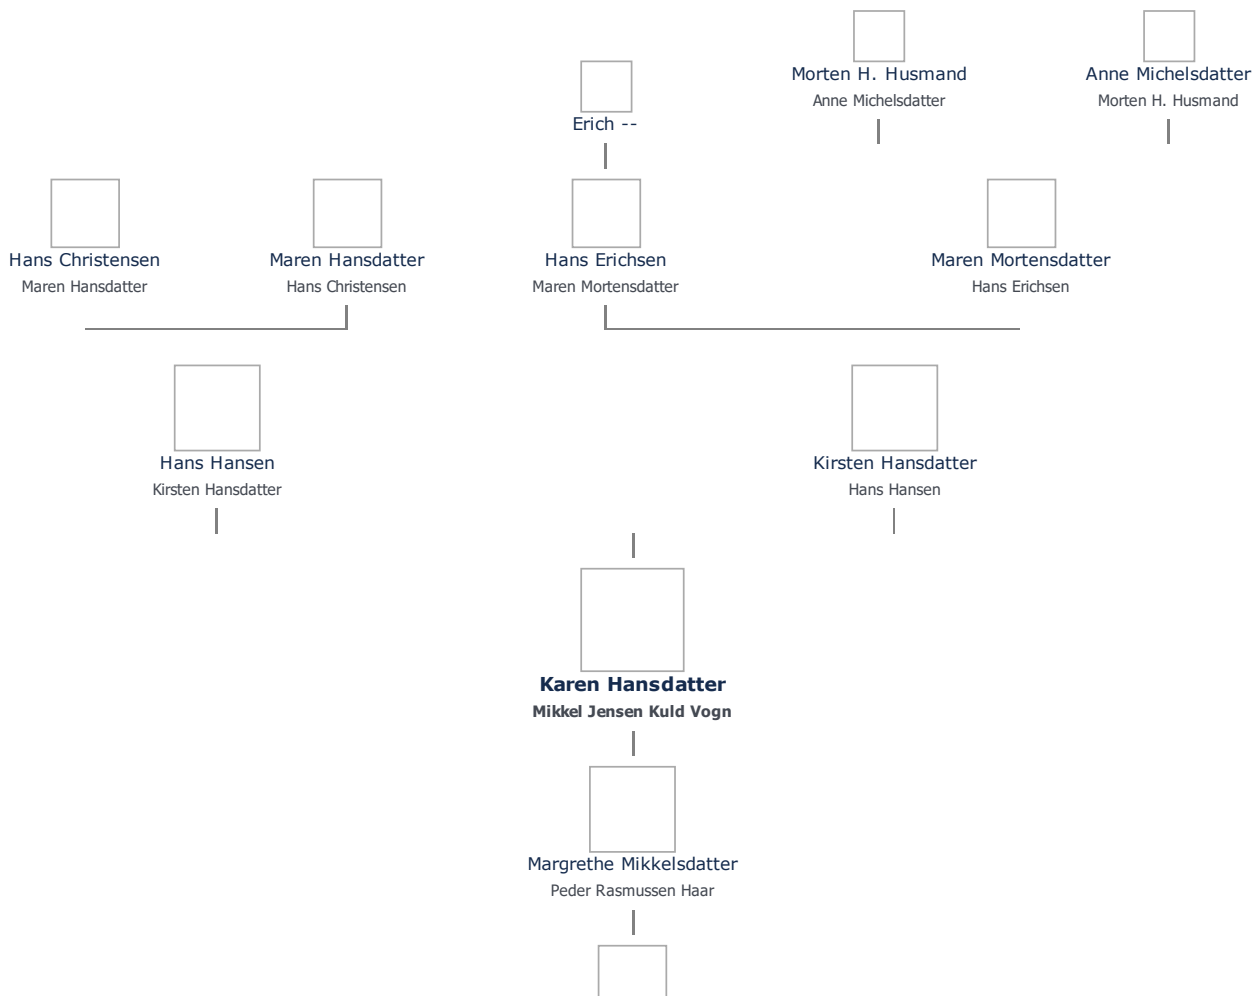 Morten H. Husmand
Anne Michelsdatter
Anne Michelsdatter
Morten H. Husmand
Erich --
Hans Christensen
Maren Hansdatter
Maren Hansdatter
Hans Christensen
Hans Erichsen
Maren Mortensdatter
Maren Mortensdatter
Hans Erichsen
Hans Hansen
Kirsten Hansdatter
Kirsten Hansdatter
Hans Hansen
Karen Hansdatter
Mikkel Jensen Kuld Vogn
Margrethe Mikkelsdatter
Peder Rasmussen Haar